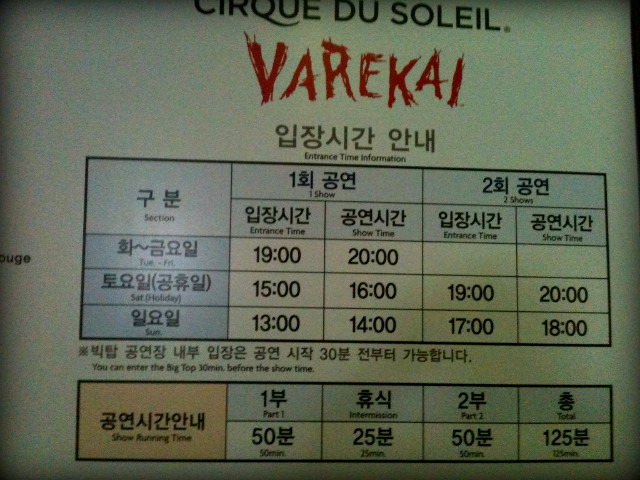 CIRQUE DU SOLEIL®
VAREKAI
입장시간 안내
Entrance Time Information
구 분
Section
1회 공연
1 Show
2회 공연
2 Shows
입장시간 공연시간 입장시간 공연시간
Entrance Time Show Time Entrance Time Show Time
화~금요일 19:00 20:00
Tue. - Fri.
토요일(공휴일) 15:00 16:00 19:00 20:00
Sat.(Holiday)
일요일 13:00 14:00 17:00 18:00
Sun.
※빅탑 공연장 내부 입장은 공연 시작 30분 전부터 가능합니다.
You can enter the Big Top 30min. before the show time.
공연시간안내
Show Running Time
1부 휴식 2부 총
Part 1 Intermission Part 2 Total
50분 25분 50분 125분
50min. 25min. 50min. 125min.
ouge